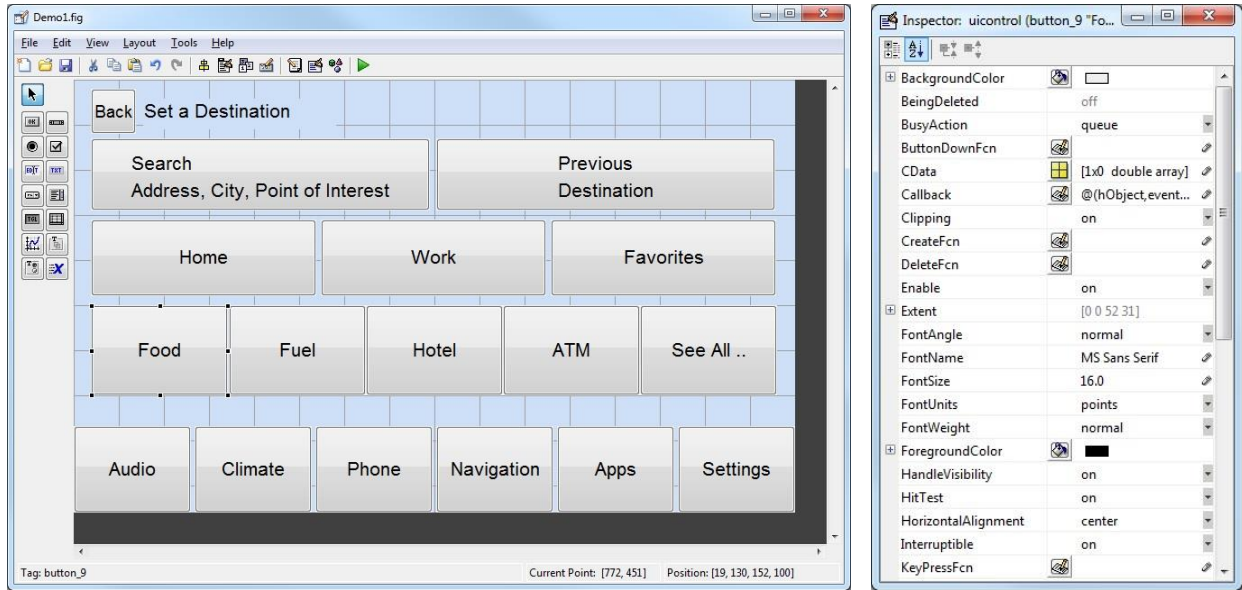 Demo1.fig
File Edit View Layout Tools Help
Back Set a Destination
Search
Address, City, Point of Interest
Previous
Destination
Home Work Favorites
Food Fuel Hotel ATM See All ..
Audio Climate Phone Navigation Apps Settings
Tag: button_9 Current Point: [772, 451] Position: [19, 130, 152, 100]
Inspector: uicontrol (button_9 "Fo...
BackgroundColor
BeingDeleted off
BusyAction queue
ButtonDownFcn
CData [1x0 double array]
Callback @(hObject,event...
Clipping on
CreateFcn
DeleteFcn
Enable on
Extent [0 0 52 31]
FontAngle normal
FontName MS Sans Serif
FontSize 16.0
FontUnits points
FontWeight normal
ForegroundColor
HandleVisibility on
HitTest on
HorizontalAlignment center
Interruptible on
KeyPressFcn